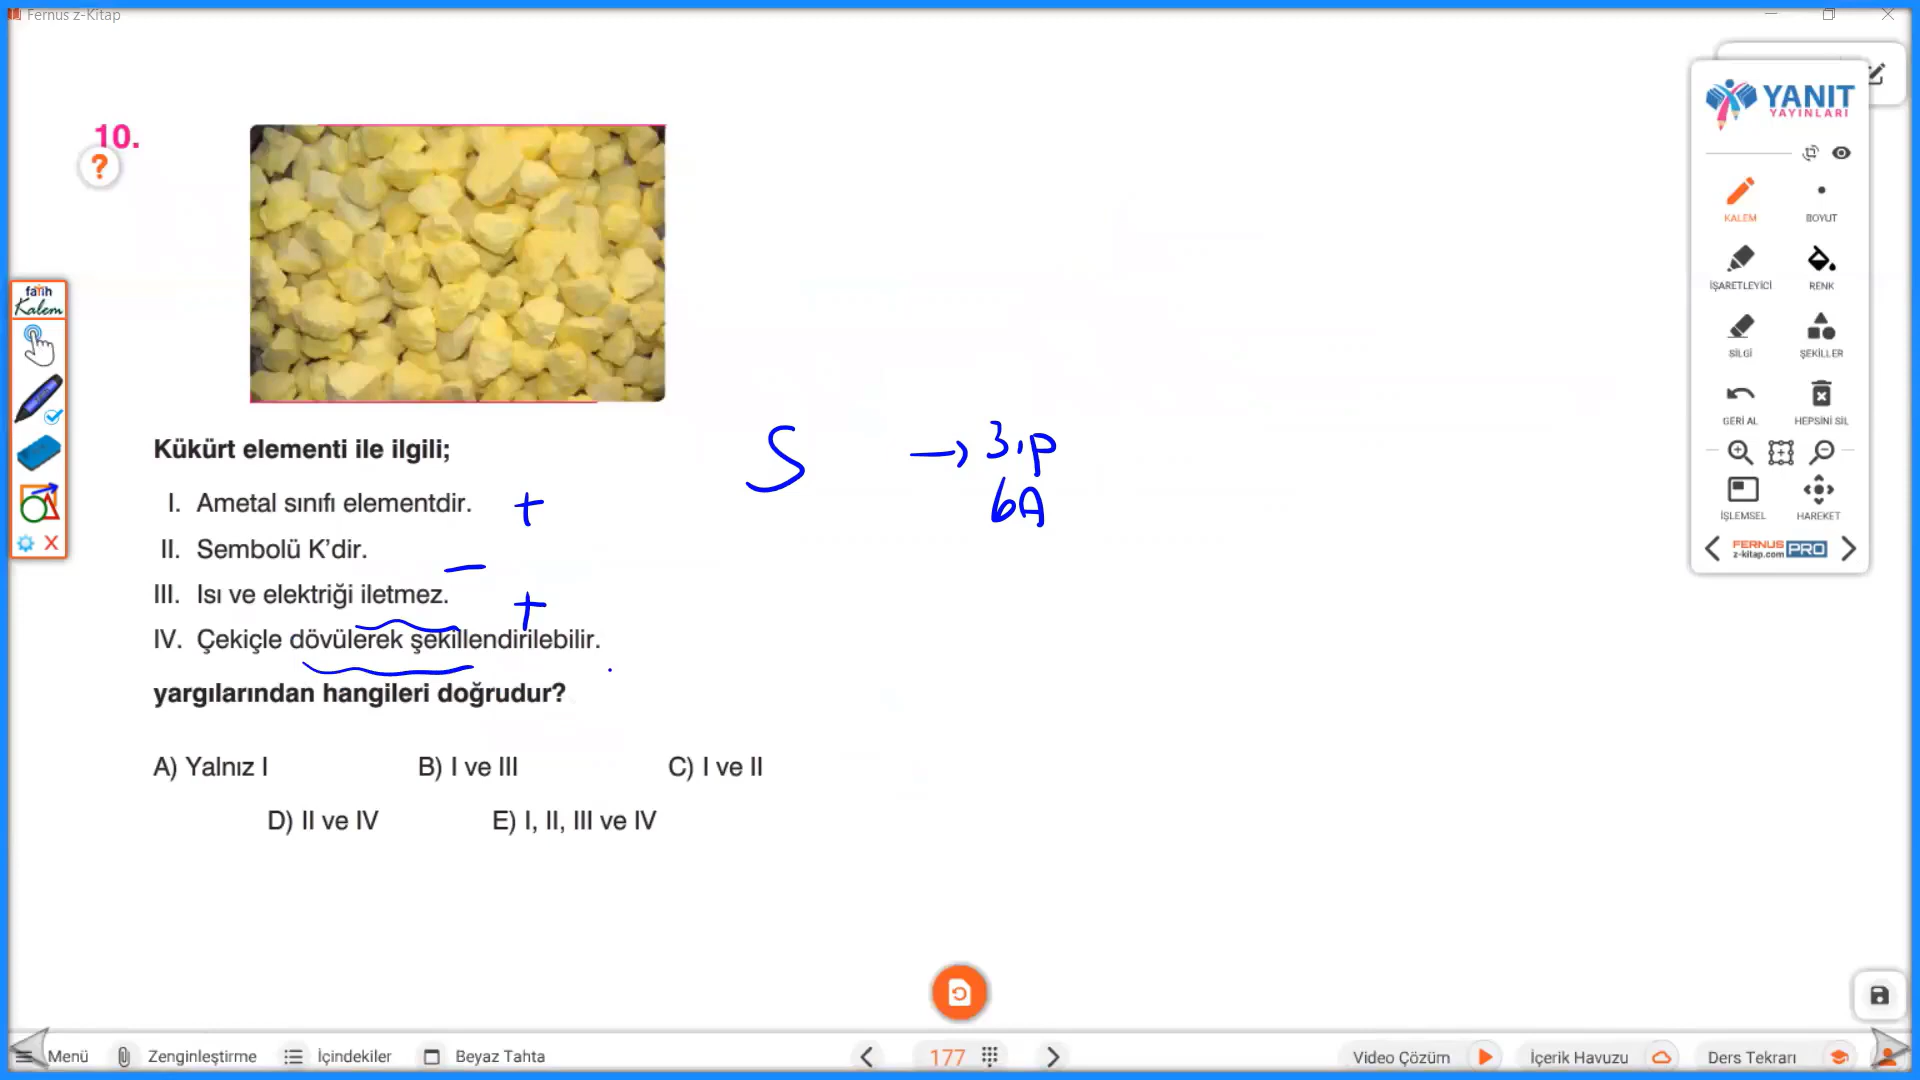 Fernus z-Kitap
10.
?
Kükürt elementi ile ilgili;
I. Ametal sınıfı elementdir. +
II. Sembolü K'dir. —
III. Isı ve elektriği iletmez. +
IV. Çekiçle dövülerek şekillendirilebilir.
yargılarından hangileri doğrudur?
A) Yalnız I B) I ve III C) I ve II
D) II ve IV E) I, II, III ve IV
S → 3.p
6A
fatih
Kalem
YANIT
YAYINLARI
KALEM BOYUT
İŞARETLEYİCİ RENK
SİLGİ ŞEKİLLER
GERİ AL HEPSİNİ SİL
İŞLEMSEL HAREKET
FERNUS
z-kitap.com PRO
Menü Zenginleştirme İçindekiler Beyaz Tahta 177 Video Çözüm İçerik Havuzu Ders Tekrarı